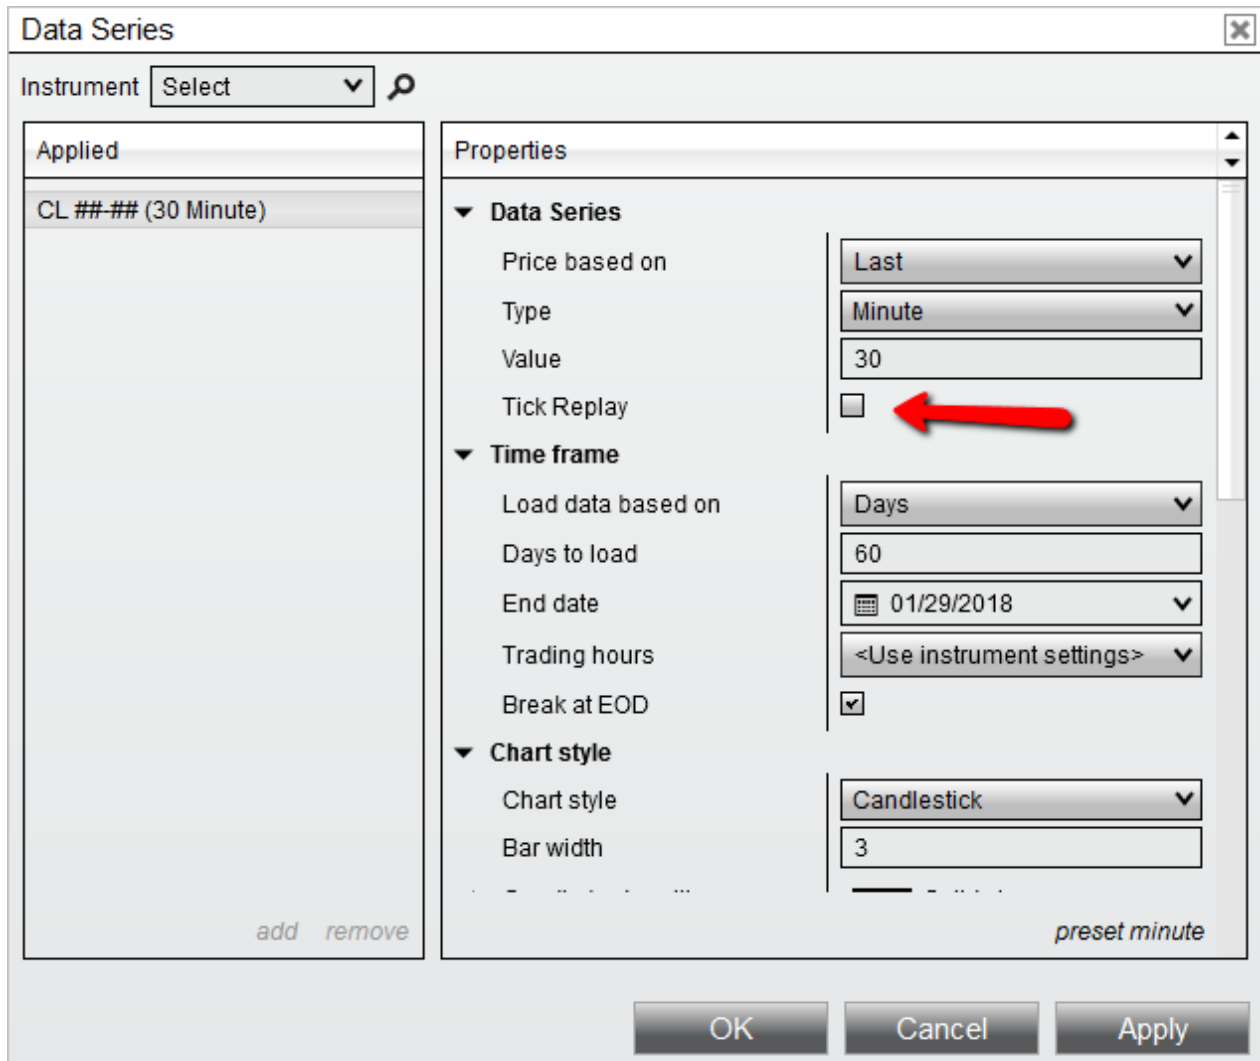 Data Series
Instrument Select
Applied
CL ##-## (30 Minute)
add remove
Properties
Data Series
Price based on Last
Type Minute
Value 30
Tick Replay
Time frame
Load data based on Days
Days to load 60
End date 01/29/2018
Trading hours <Use instrument settings>
Break at EOD
Chart style
Chart style Candlestick
Bar width 3
preset minute
OK Cancel Apply